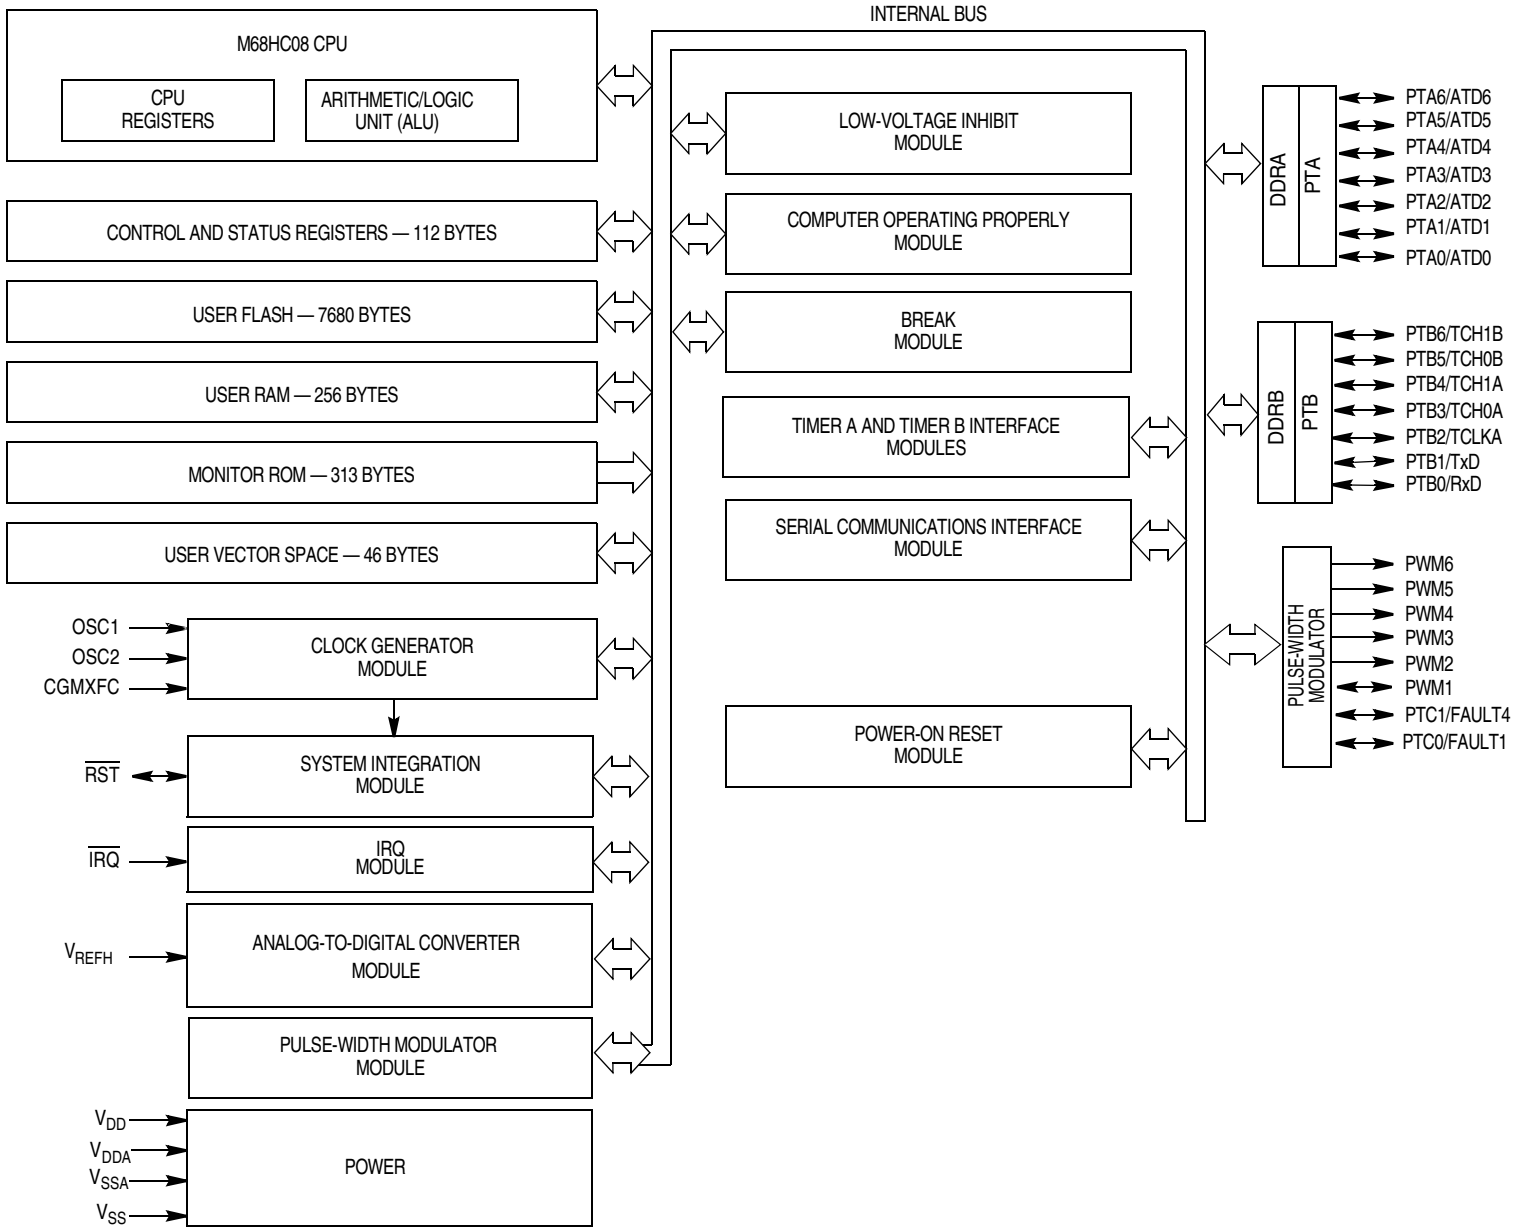 INTERNAL BUS
M68HC08 CPU
CPU
REGISTERS
ARITHMETIC/LOGIC
UNIT (ALU)
CONTROL AND STATUS REGISTERS — 112 BYTES
USER FLASH — 7680 BYTES
USER RAM — 256 BYTES
MONITOR ROM — 313 BYTES
USER VECTOR SPACE — 46 BYTES
OSC1
OSC2
CGMXFC
CLOCK GENERATOR
MODULE
RST
SYSTEM INTEGRATION
MODULE
IRQ
IRQ
MODULE
VREFH
ANALOG-TO-DIGITAL CONVERTER
MODULE
PULSE-WIDTH MODULATOR
MODULE
VDD
VDDA
VSSA
VSS
POWER
LOW-VOLTAGE INHIBIT
MODULE
COMPUTER OPERATING PROPERLY
MODULE
BREAK
MODULE
TIMER A AND TIMER B INTERFACE
MODULES
SERIAL COMMUNICATIONS INTERFACE
MODULE
POWER-ON RESET
MODULE
DDRA
PTA
PTA6/ATD6
PTA5/ATD5
PTA4/ATD4
PTA3/ATD3
PTA2/ATD2
PTA1/ATD1
PTA0/ATD0
DDRB
PTB
PTB6/TCH1B
PTB5/TCH0B
PTB4/TCH1A
PTB3/TCH0A
PTB2/TCLKA
PTB1/TxD
PTB0/RxD
PULSE-WIDTH
MODULATOR
PWM6
PWM5
PWM4
PWM3
PWM2
PWM1
PTC1/FAULT4
PTC0/FAULT1